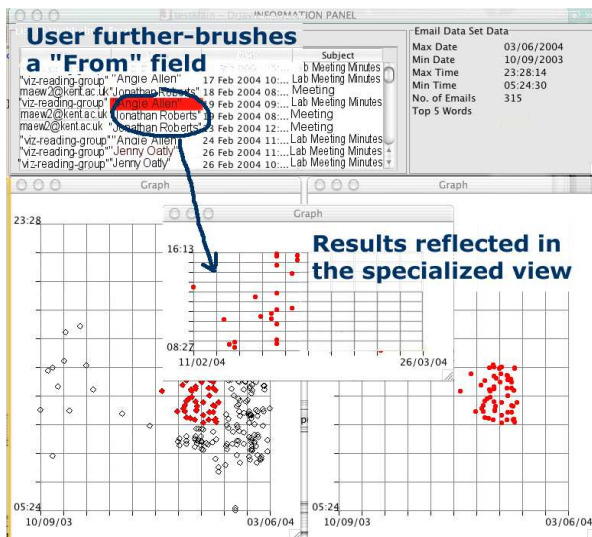 INFORMATION PANEL
User further-brushes
a "From" field
Subject
"viz-reading-group" "Angie Allen" 17 Feb 2004 10:... Lab Meeting Minutes
maew2@kent.ac.uk "Jonathan Roberts" 18 Feb 2004 08:... Meeting
"viz-reading-group" "Angie Allen" 19 Feb 2004 09:... Lab Meeting Minutes
maew2@kent.ac.uk "Jonathan Roberts" Feb 2004 08:... Meeting
maew2@kent.ac.uk "Jonathan Roberts" Feb 2004 12:... Meeting
"viz-reading-group" "Angie Allen" 24 Feb 2004 11:... Lab Meeting Minutes
"viz-reading-group" "Jenny Oatly" 26 Feb 2004 11:... Lab Meeting Minutes
"viz-reading-group" "Jenny Oatly" 26 Feb 2004 10:... Lab Meeting Minutes
Email Data Set Data
Max Date 03/06/2004
Min Date 10/09/2003
Max Time 23:28:14
Min Time 05:24:30
No. of Emails 315
Top 5 Words
Graph
23:28
05:24
10/09/03 03/06/04
Graph
16:13
08:27
11/02/04 26/03/04
Results reflected in
the specialized view
Graph
05:24
10/09/03 03/06/04